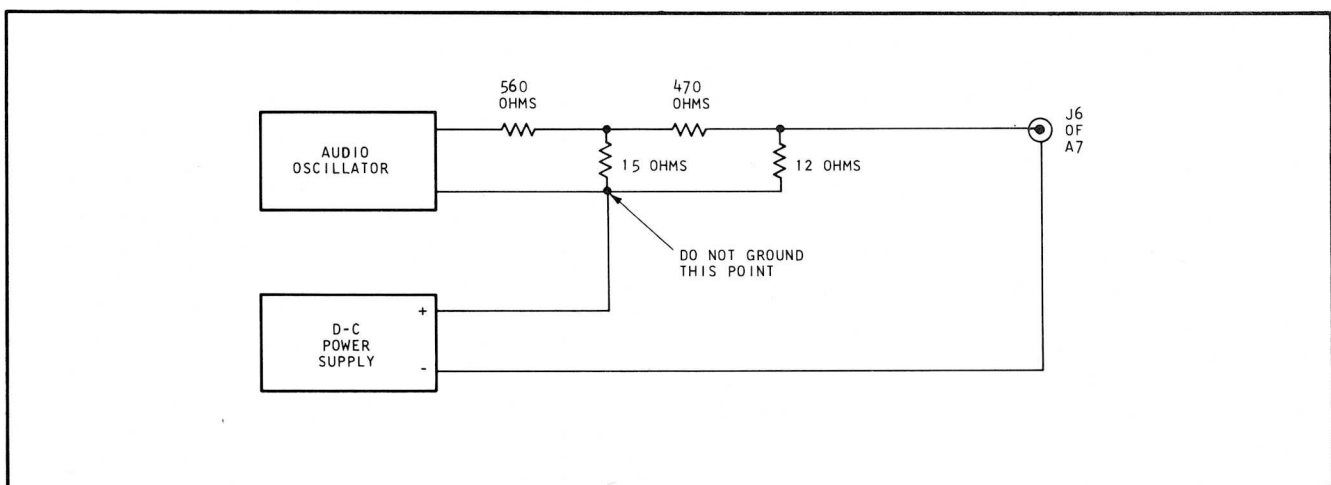 560
OHMS
470
OHMS
J6
OF
A7
AUDIO
OSCILLATOR
15 OHMS
12 OHMS
DO NOT GROUND
THIS POINT
+
D-C
POWER
SUPPLY
-